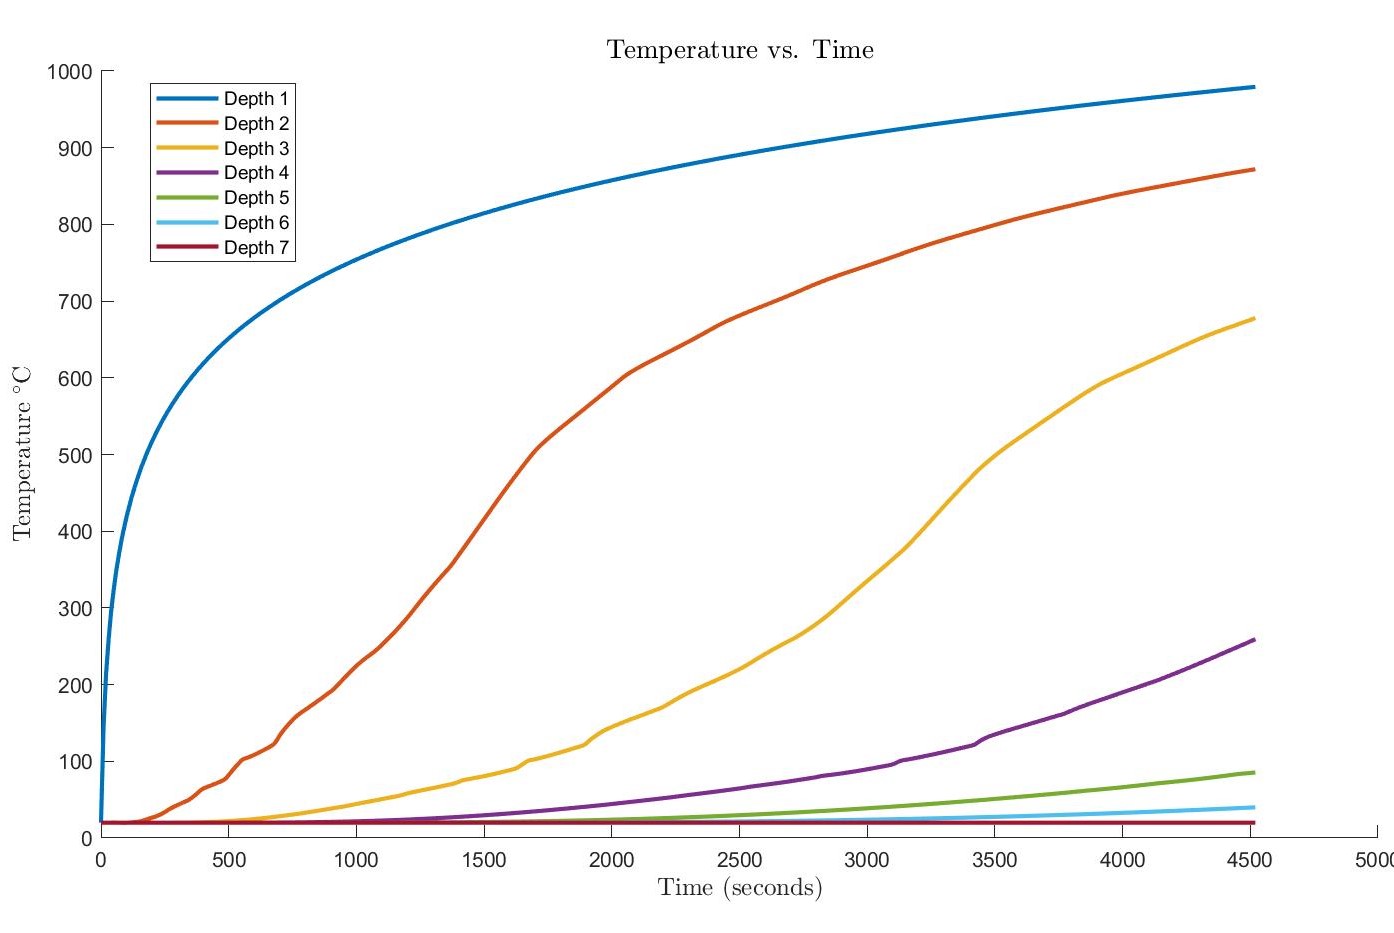 Temperature vs. Time
1000
900
800
700
600
500
400
300
200
100
0
Temperature °C
Depth 1
Depth 2
Depth 3
Depth 4
Depth 5
Depth 6
Depth 7
0 500 1000 1500 2000 2500 3000 3500 4000 4500 5000
Time (seconds)